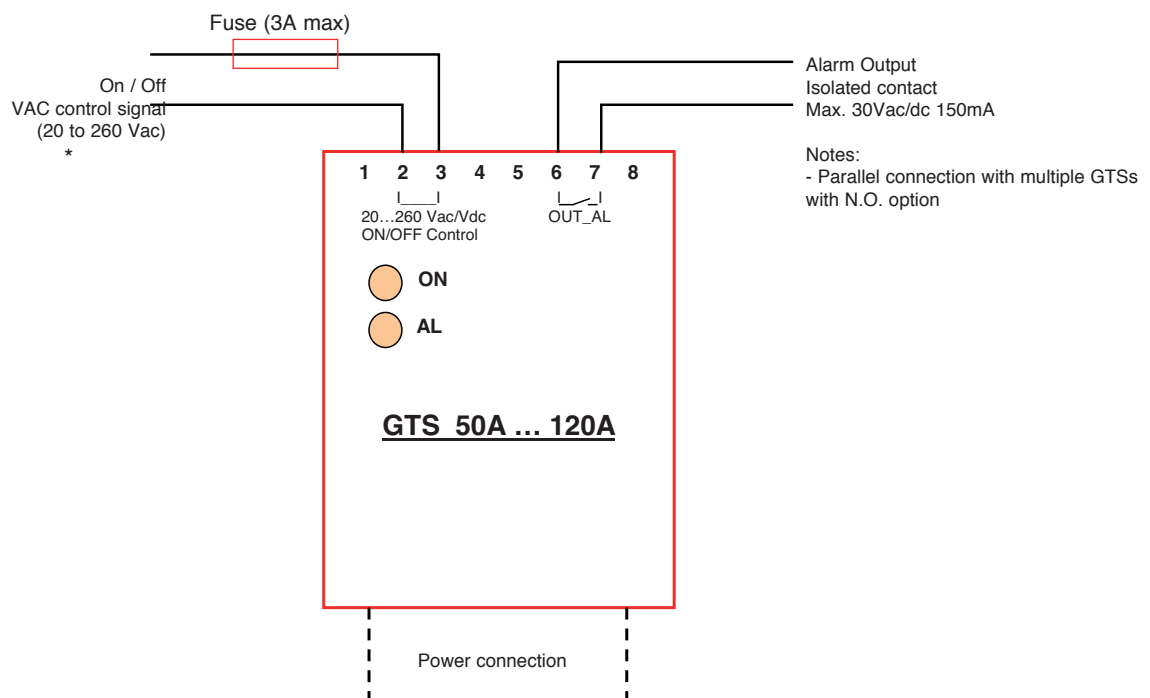 Fuse (3A max)
On / Off
VAC control signal
(20 to 260 Vac)
*
Alarm Output
Isolated contact
Max. 30Vac/dc 150mA
Notes:
- Parallel connection with multiple GTSs
with N.O. option
1 2 3 4 5 6 7 8
20...260 Vac/Vdc
ON/OFF Control
OUT_AL
ON
AL
GTS 50A ... 120A
Power connection